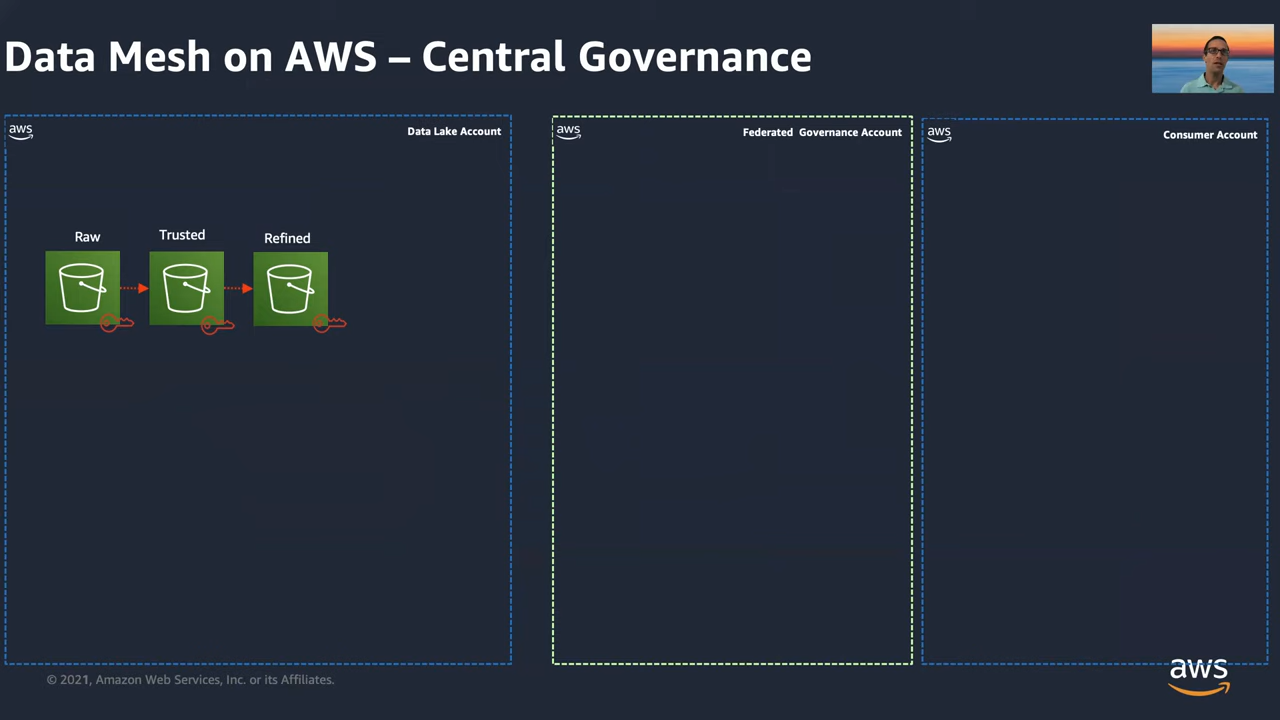 Data Mesh on AWS – Central Governance
aws
Data Lake Account
aws
Federated Governance Account
aws
Consumer Account
Raw
Trusted
Refined
© 2021, Amazon Web Services, Inc. or its Affiliates.
aws